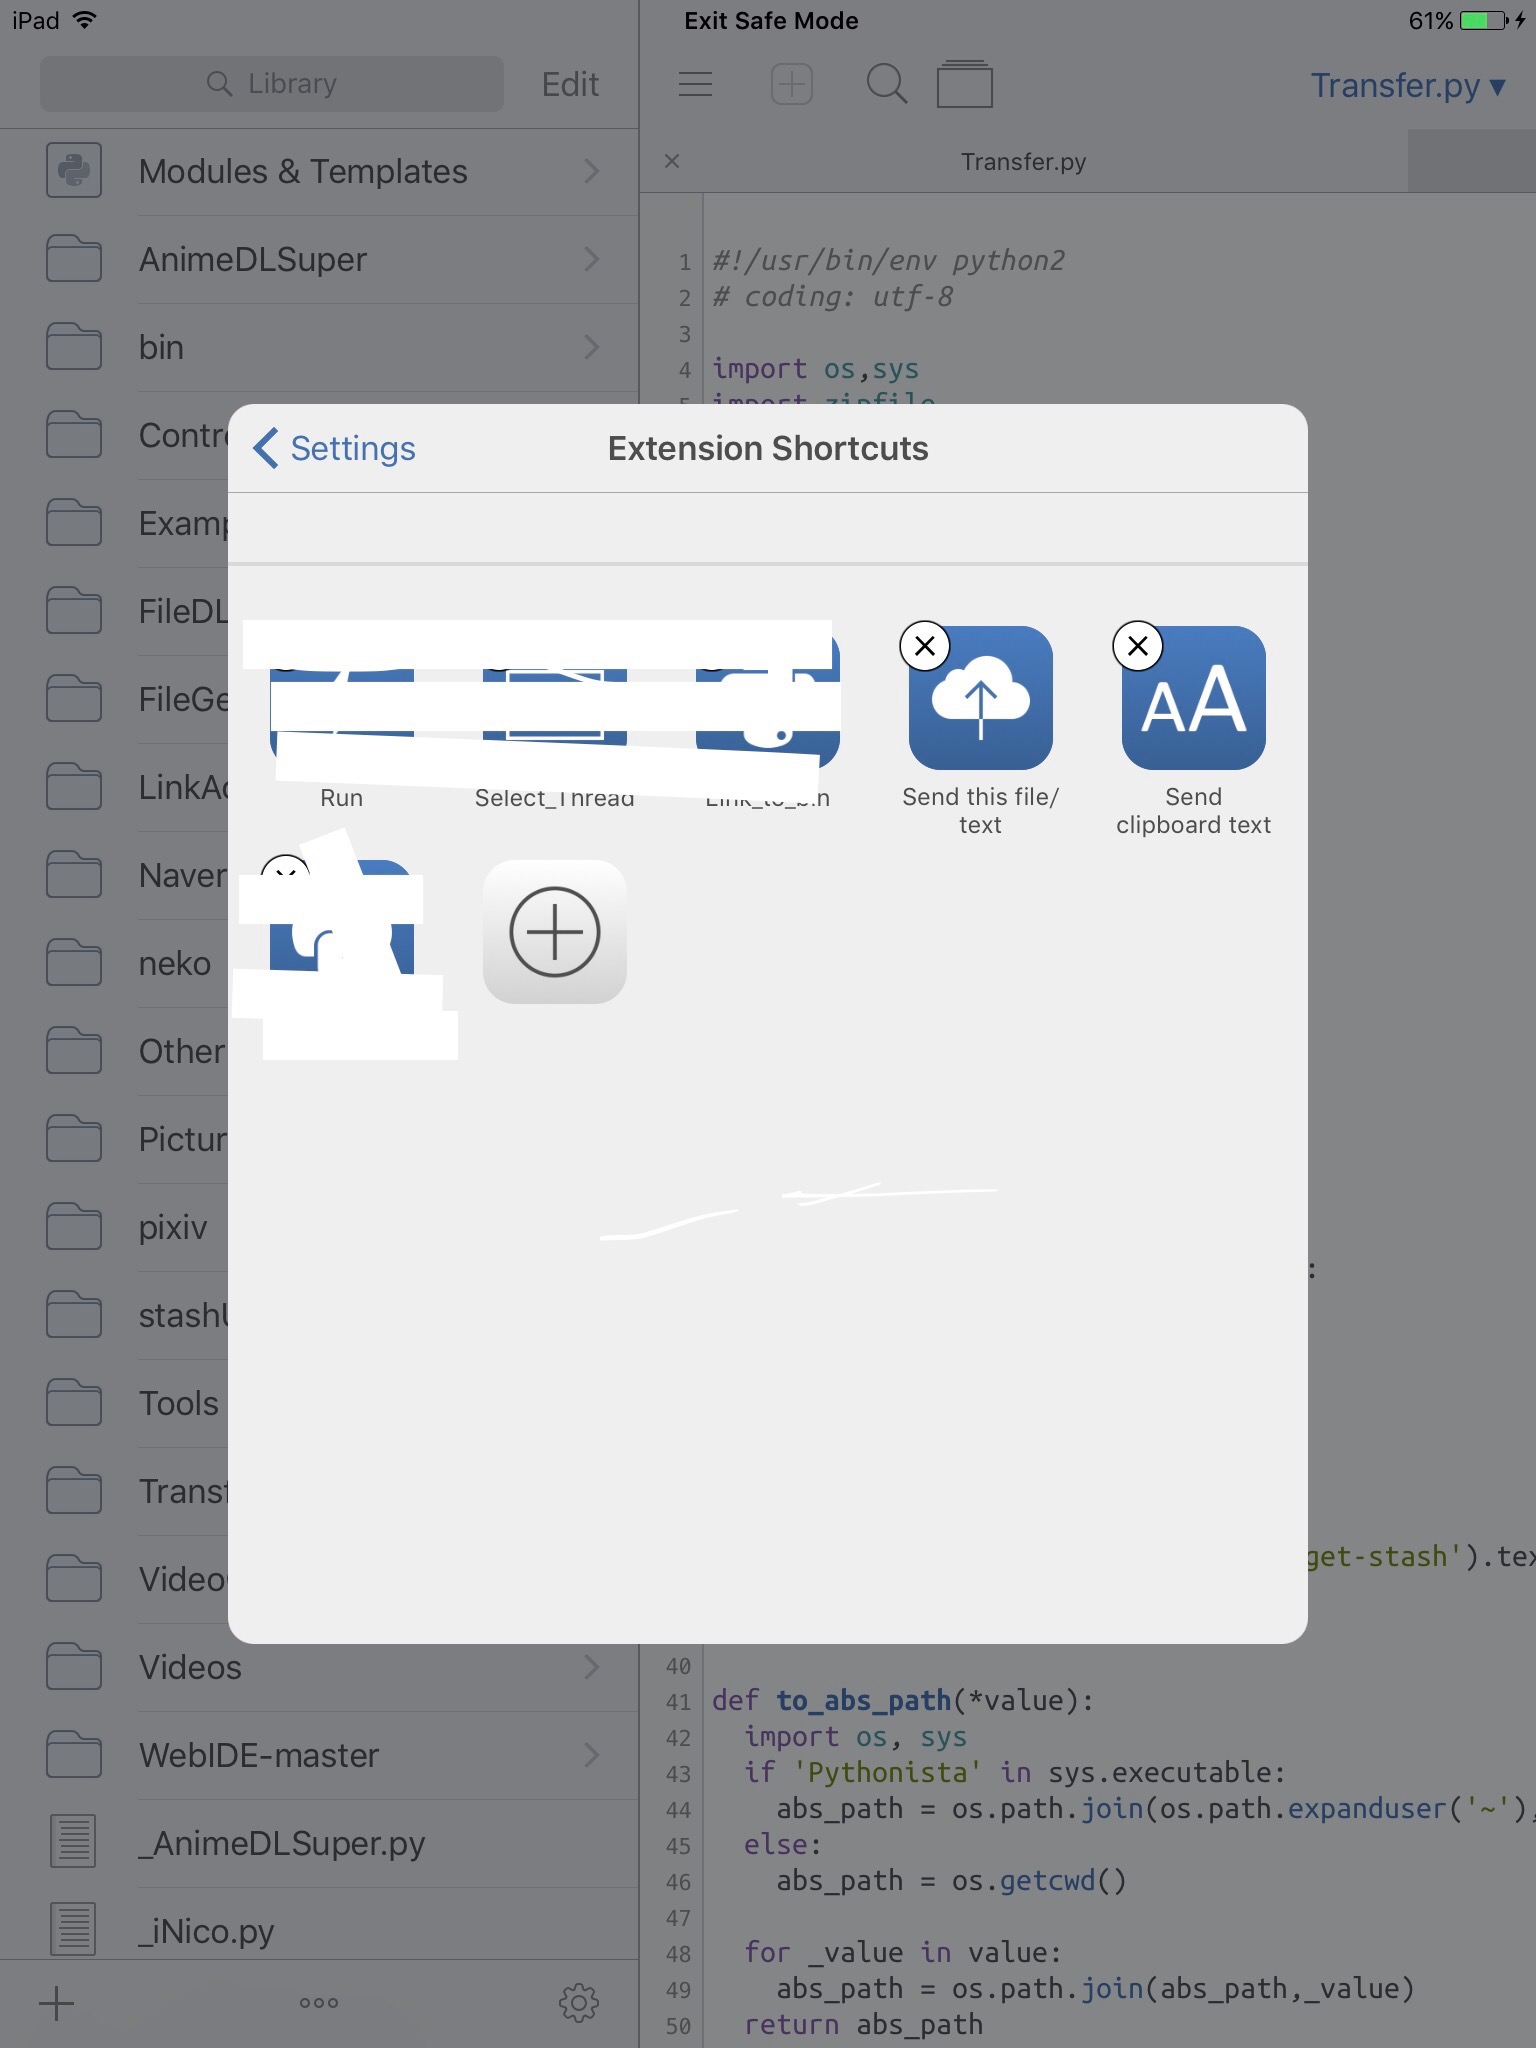 iPad
Exit Safe Mode
61%
Library
Edit
Transfer.py ▾
Modules & Templates
AnimeDLSuper
bin
Contr
Examp
FileDL
FileGe
LinkAc
Naver
neko
Other
Pictur
pixiv
stash
Tools
Transf
Video
Videos
WebIDE-master
_AnimeDLSuper.py
_iNico.py
× Transfer.py
1 #!/usr/bin/env python2
2 # coding: utf-8
3
4 import os,sys
5 import zipfile
Settings
Extension Shortcuts
Run
Select_Thread
Link_to_bin
Send this file/
text
Send
clipboard text
AA
:
get-stash').tex
40
41 def to_abs_path(*value):
42 import os, sys
43 if 'Pythonista' in sys.executable:
44 abs_path = os.path.join(os.path.expanduser('~'),
45 else:
46 abs_path = os.getcwd()
47
48 for _value in value:
49 abs_path = os.path.join(abs_path,_value)
50 return abs_path